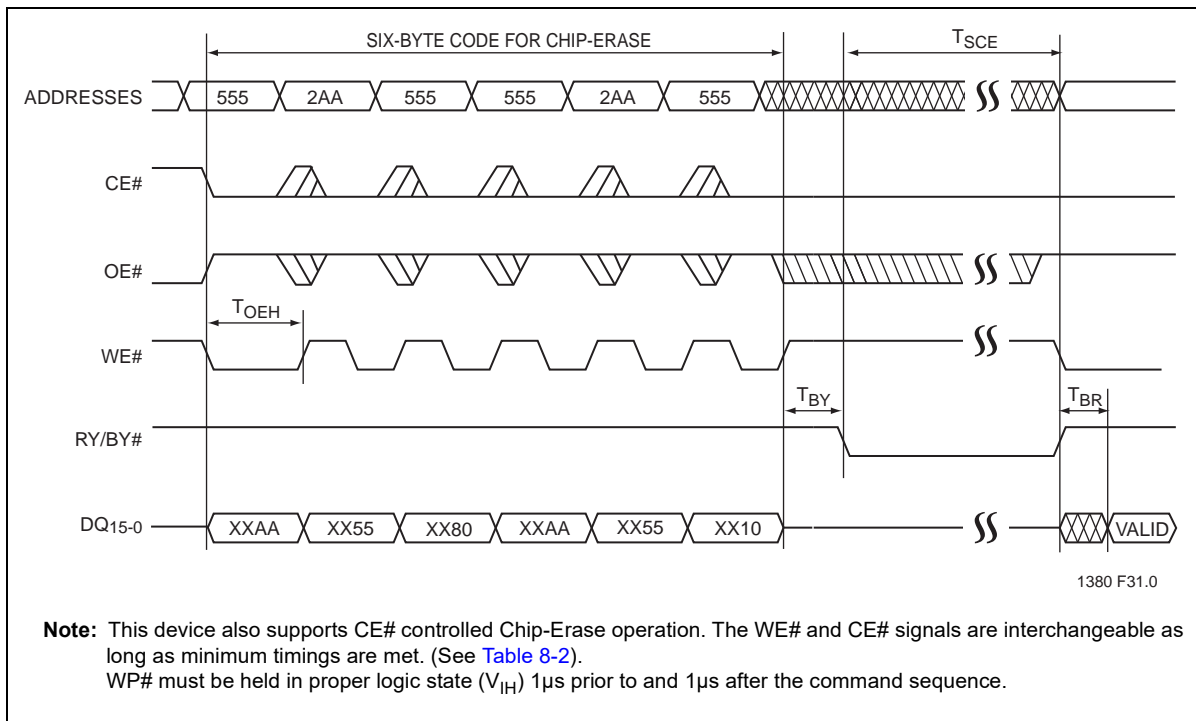 SIX-BYTE CODE FOR CHIP-ERASE
TSCE
ADDRESSES 555 2AA 555 555 2AA 555
CE#
OE#
TOEH
WE#
TBY TBR
RY/BY#
DQ15-0 XXAA XX55 XX80 XXAA XX55 XX10 VALID
1380 F31.0
Note: This device also supports CE# controlled Chip-Erase operation. The WE# and CE# signals are interchangeable as
long as minimum timings are met. (See Table 8-2).
WP# must be held in proper logic state (VIH) 1µs prior to and 1µs after the command sequence.